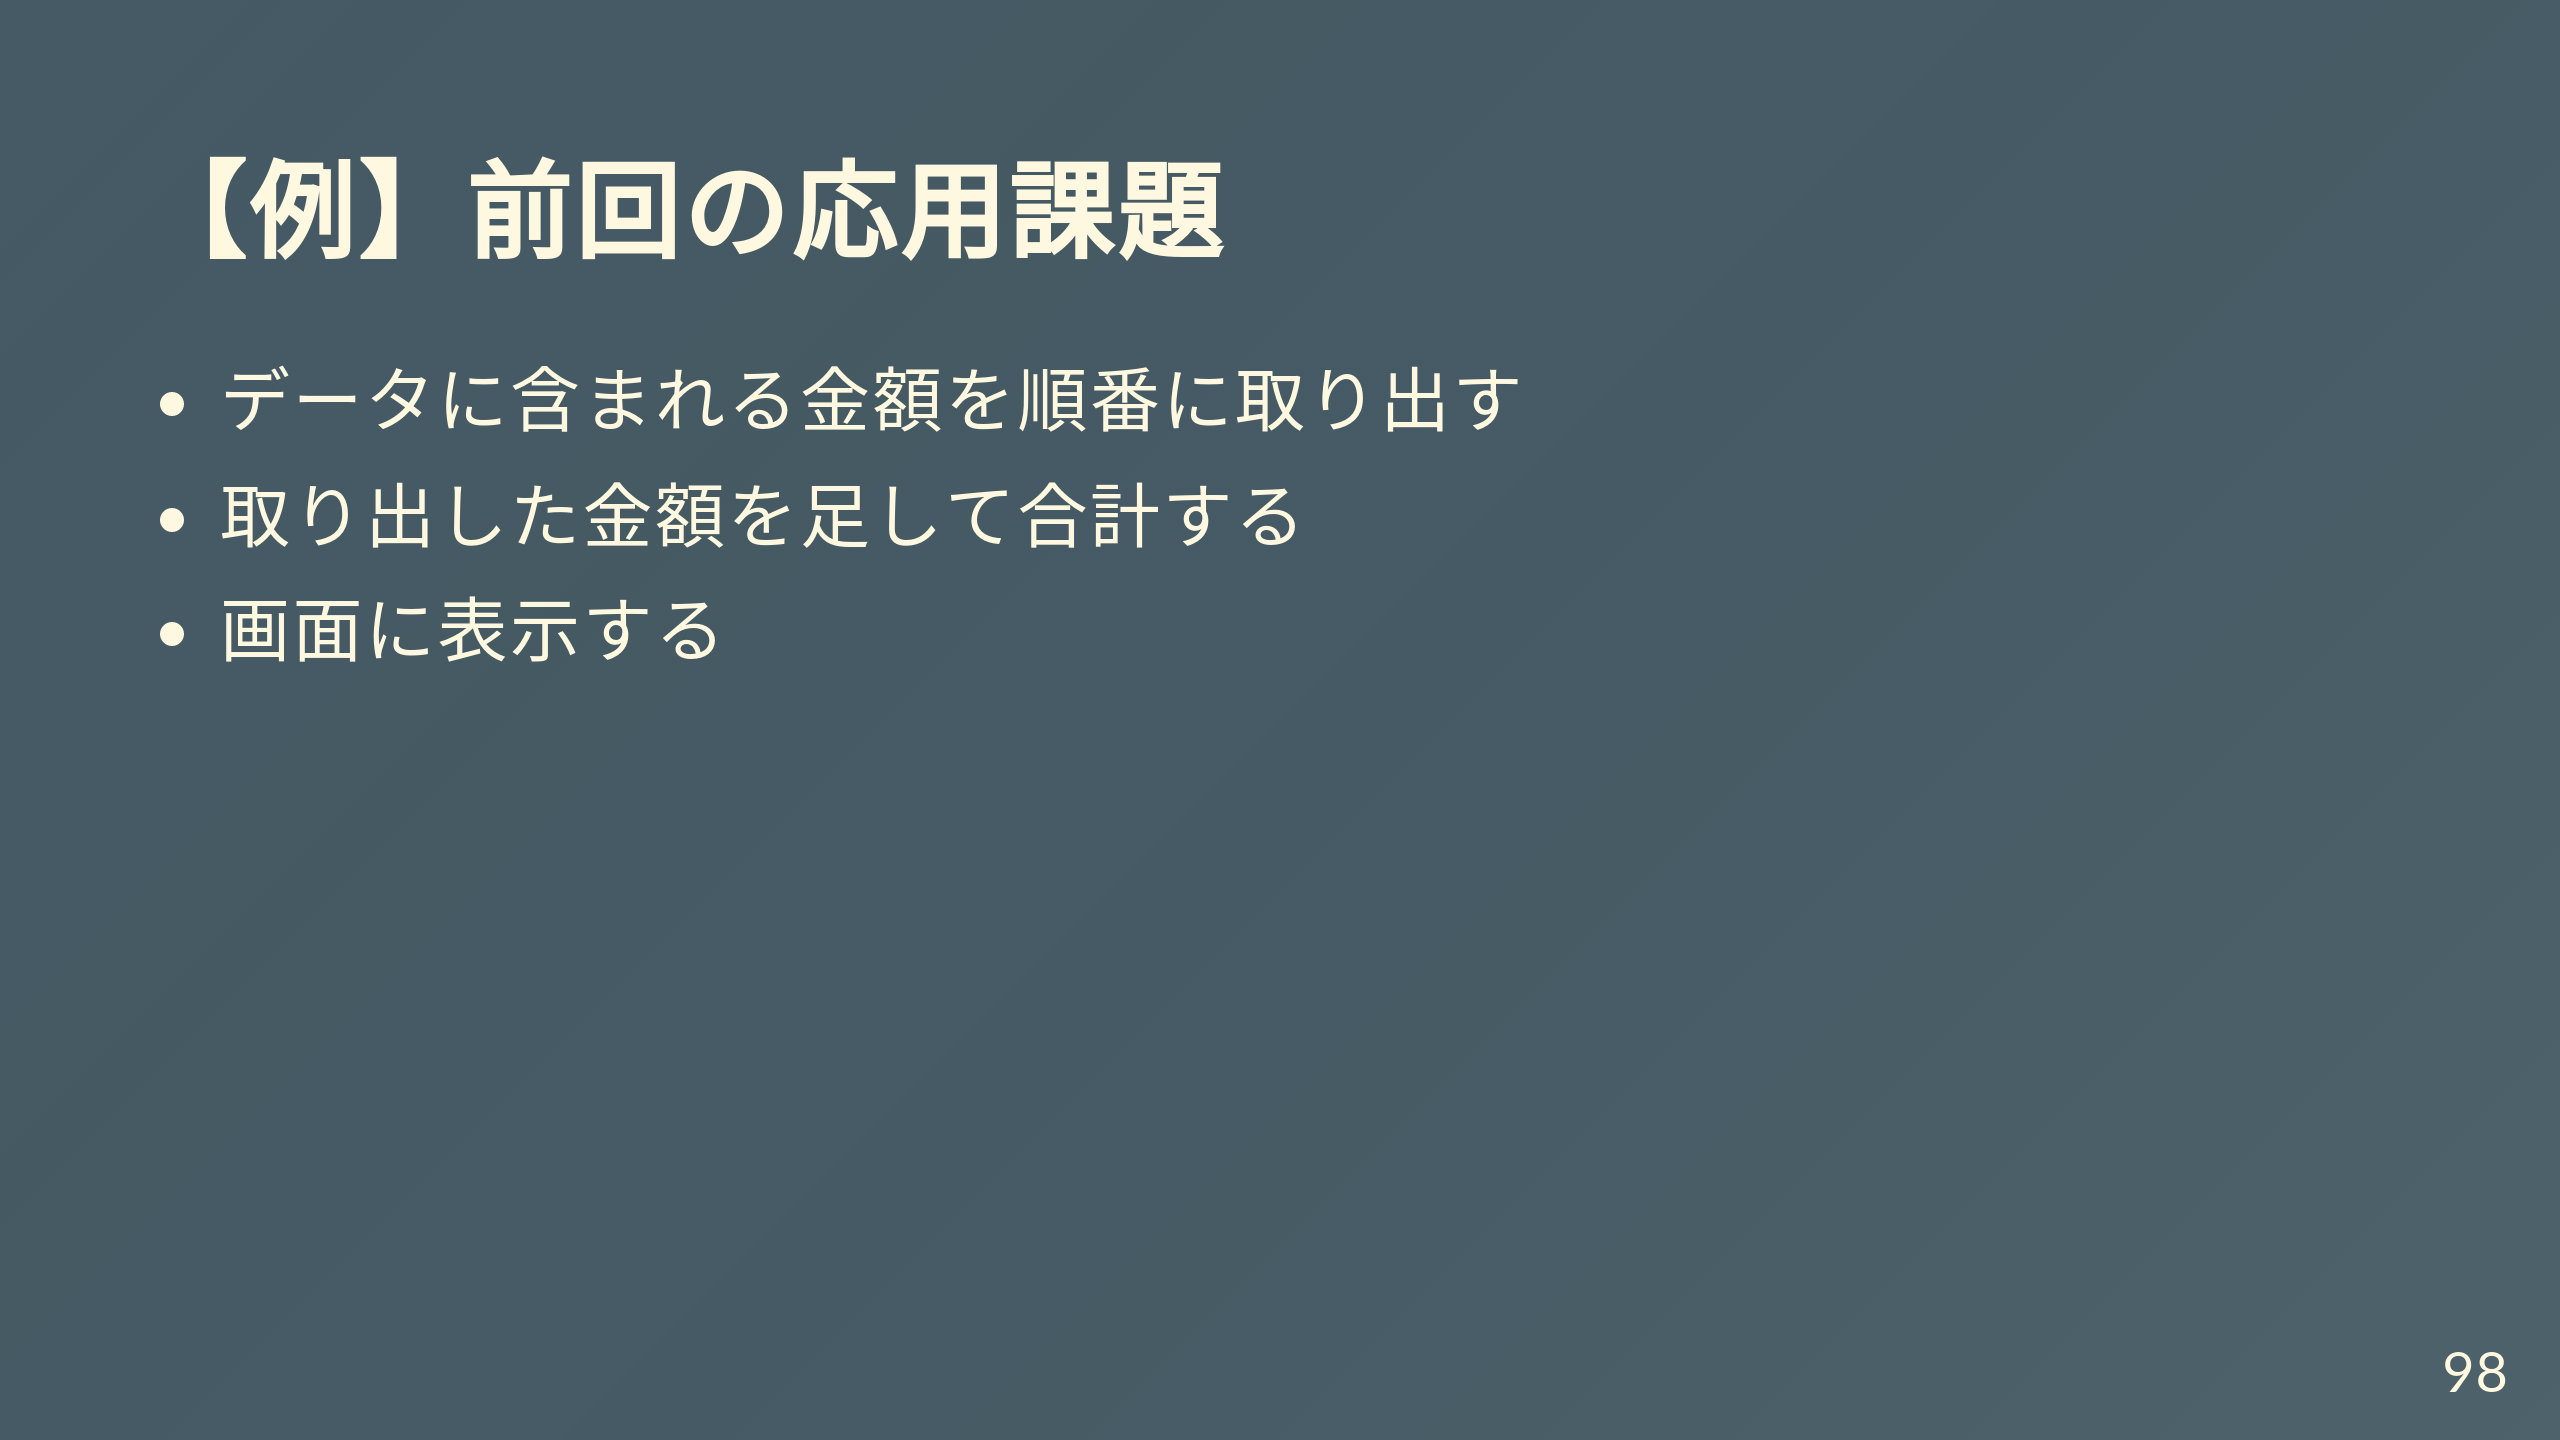 【例】前回の応用課題
• データに含まれる金額を順番に取り出す
• 取り出した金額を足して合計する
• 画面に表示する
98